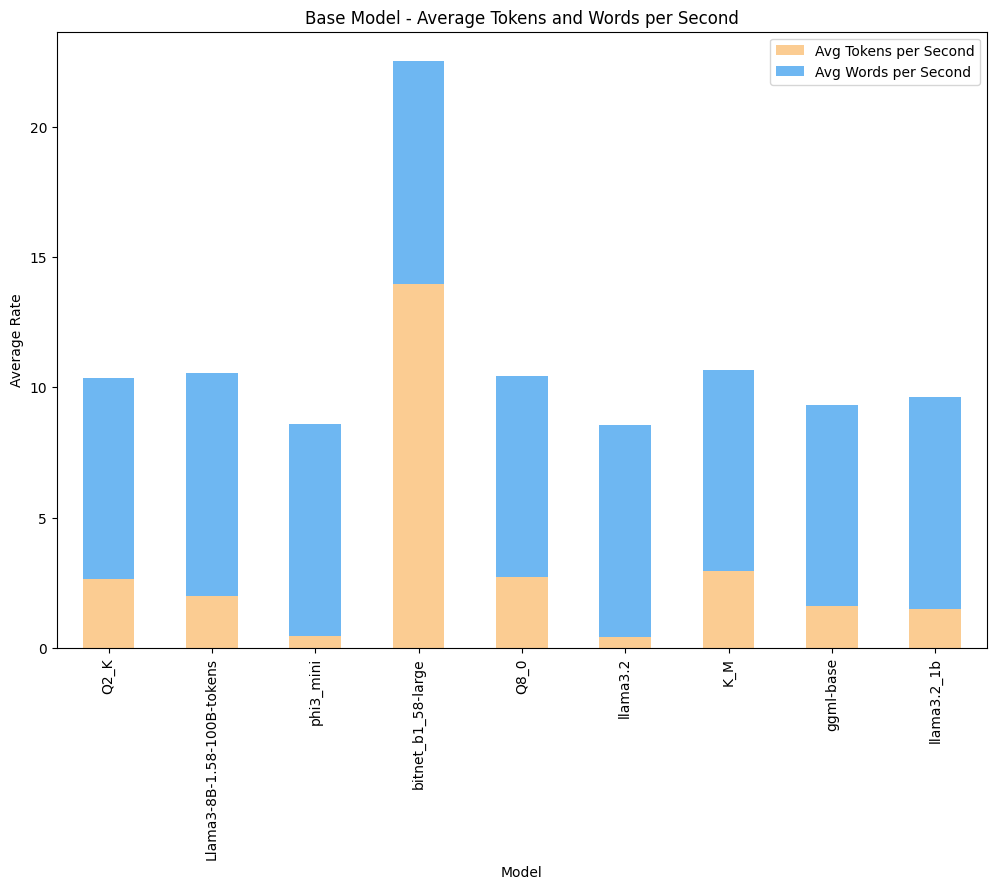 Base Model - Average Tokens and Words per Second
Avg Tokens per Second
Avg Words per Second
Average Rate
20
15
10
5
0
Q2_K
Llama3-8B-1.58-100B-tokens
phi3_mini
bitnet_b1_58-large
Q8_0
llama3.2
K_M
ggml-base
llama3.2_1b
Model